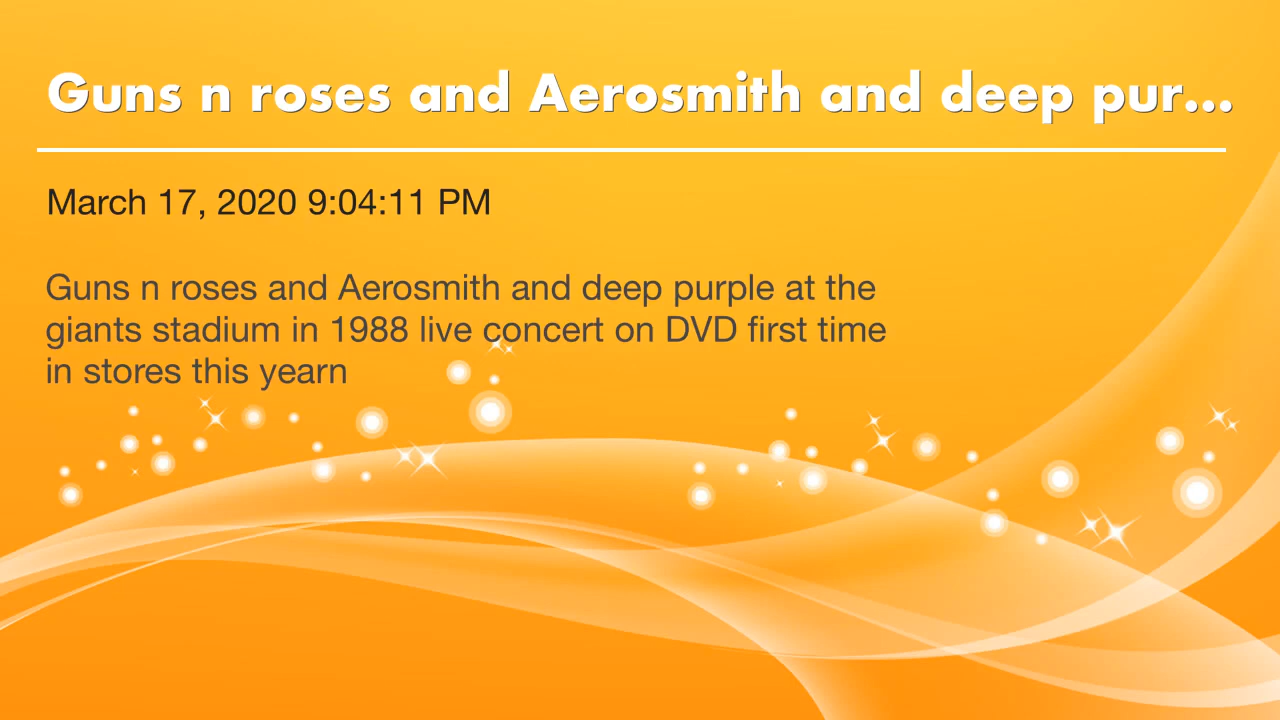 Guns n roses and Aerosmith and deep pur...
March 17, 2020 9:04:11 PM
Guns n roses and Aerosmith and deep purple at the
giants stadium in 1988 live concert on DVD first time
in stores this yearn